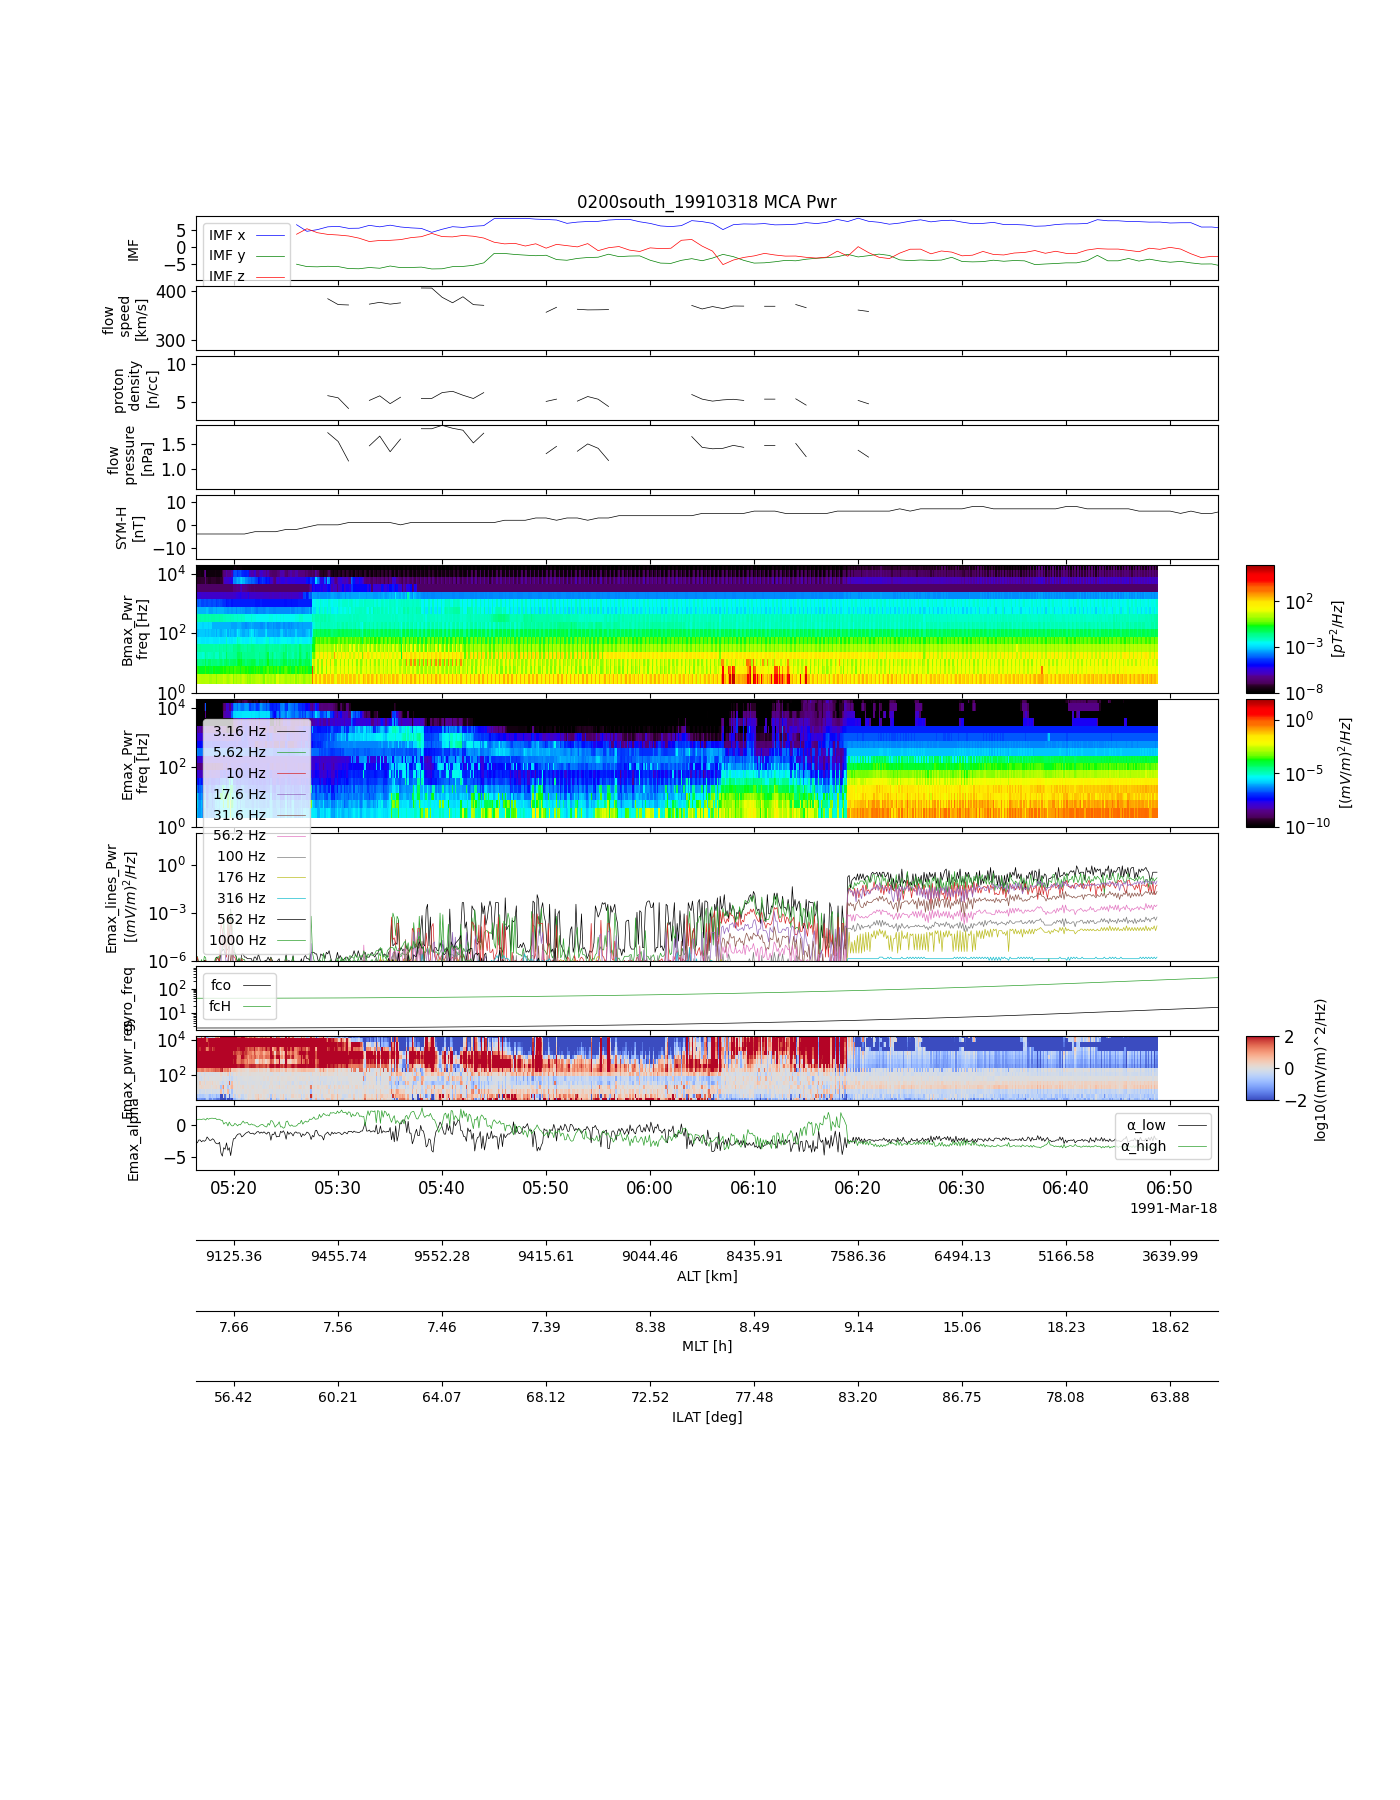 0200south_19910318 MCA Pwr
IMF
5
0
−5
IMF x
IMF y
IMF z
flow
speed
[km/s]
400
300
proton
density
[n/cc]
10
5
flow
pressure
[nPa]
1.5
1.0
SYM-H
[nT]
10
0
−10
Bmax_Pwr
freq [Hz]
10^4
10^2
10^0
10^2
10^−3
10^−8
[pT^2/Hz]
Emax_Pwr
freq [Hz]
10^4
10^2
10^0
10^0
10^−5
10^−10
[(mV/m)^2/Hz]
3.16 Hz
5.62 Hz
10 Hz
17.6 Hz
31.6 Hz
56.2 Hz
100 Hz
176 Hz
316 Hz
562 Hz
1000 Hz
Emax_lines_Pwr
[(mV/m)^2/Hz]
10^0
10^−3
10^−6
gyro_freq
10^2
10^1
fco
fcH
Emax_pwr_reg
10^4
10^2
2
0
−2
log10((mV/m)^2/Hz)
Emax_alpha
0
−5
α_low
α_high
05:20 05:30 05:40 05:50 06:00 06:10 06:20 06:30 06:40 06:50
1991-Mar-18
9125.36 9455.74 9552.28 9415.61 9044.46 8435.91 7586.36 6494.13 5166.58 3639.99
ALT [km]
7.66 7.56 7.46 7.39 8.38 8.49 9.14 15.06 18.23 18.62
MLT [h]
56.42 60.21 64.07 68.12 72.52 77.48 83.20 86.75 78.08 63.88
ILAT [deg]